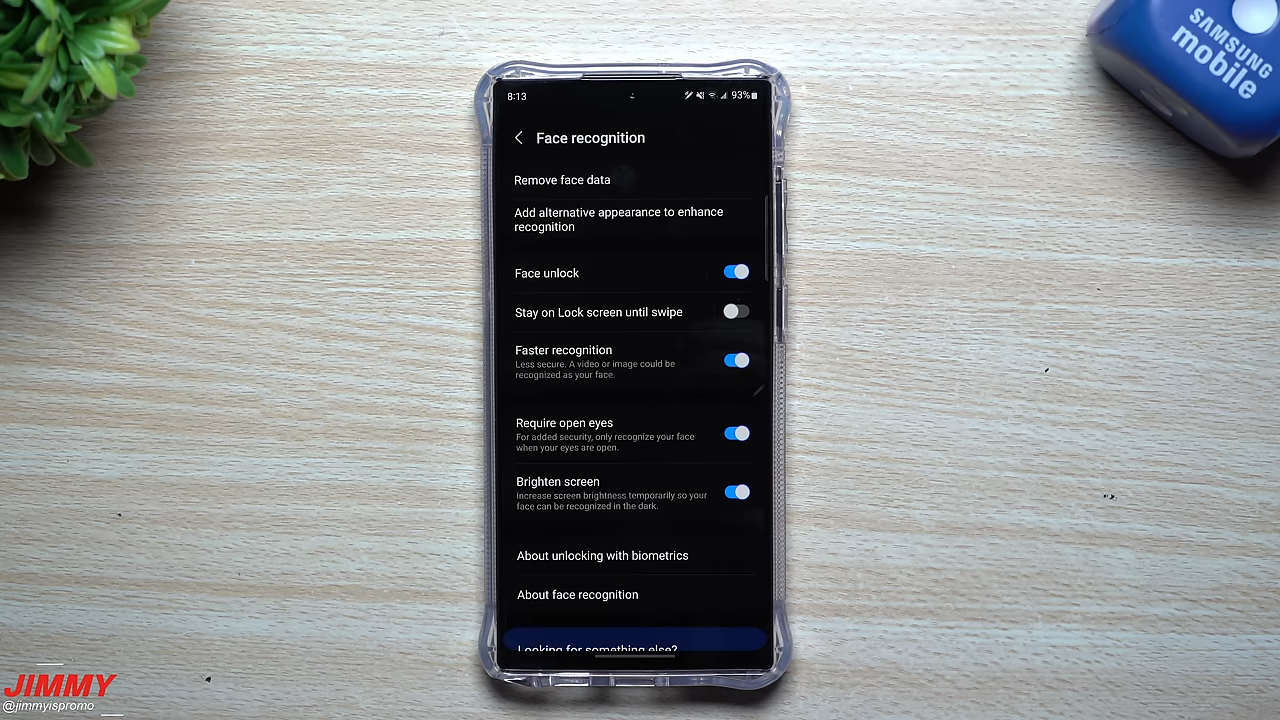 SAMSUNG
mobile
8:13
93%
Face recognition
Remove face data
Add alternative appearance to enhance
recognition
Face unlock
Stay on Lock screen until swipe
Faster recognition
Less secure. A video or image could be
recognized as your face.
Require open eyes
For added security, only recognize your face
when your eyes are open.
Brighten screen
Increase screen brightness temporarily so your
face can be recognized in the dark.
About unlocking with biometrics
About face recognition
Looking for something else?
JIMMY
@jimmyispromo